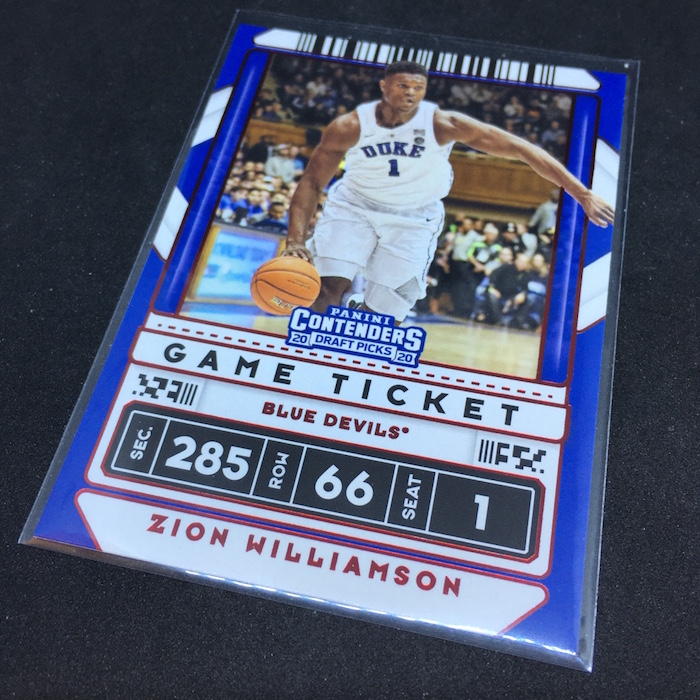 DUKE
1
PANINI
CONTENDERS
20 DRAFT PICKS 20
GAME TICKET
BLUE DEVILS
SEC. 285 ROW 66 SEAT 1
ZION WILLIAMSON